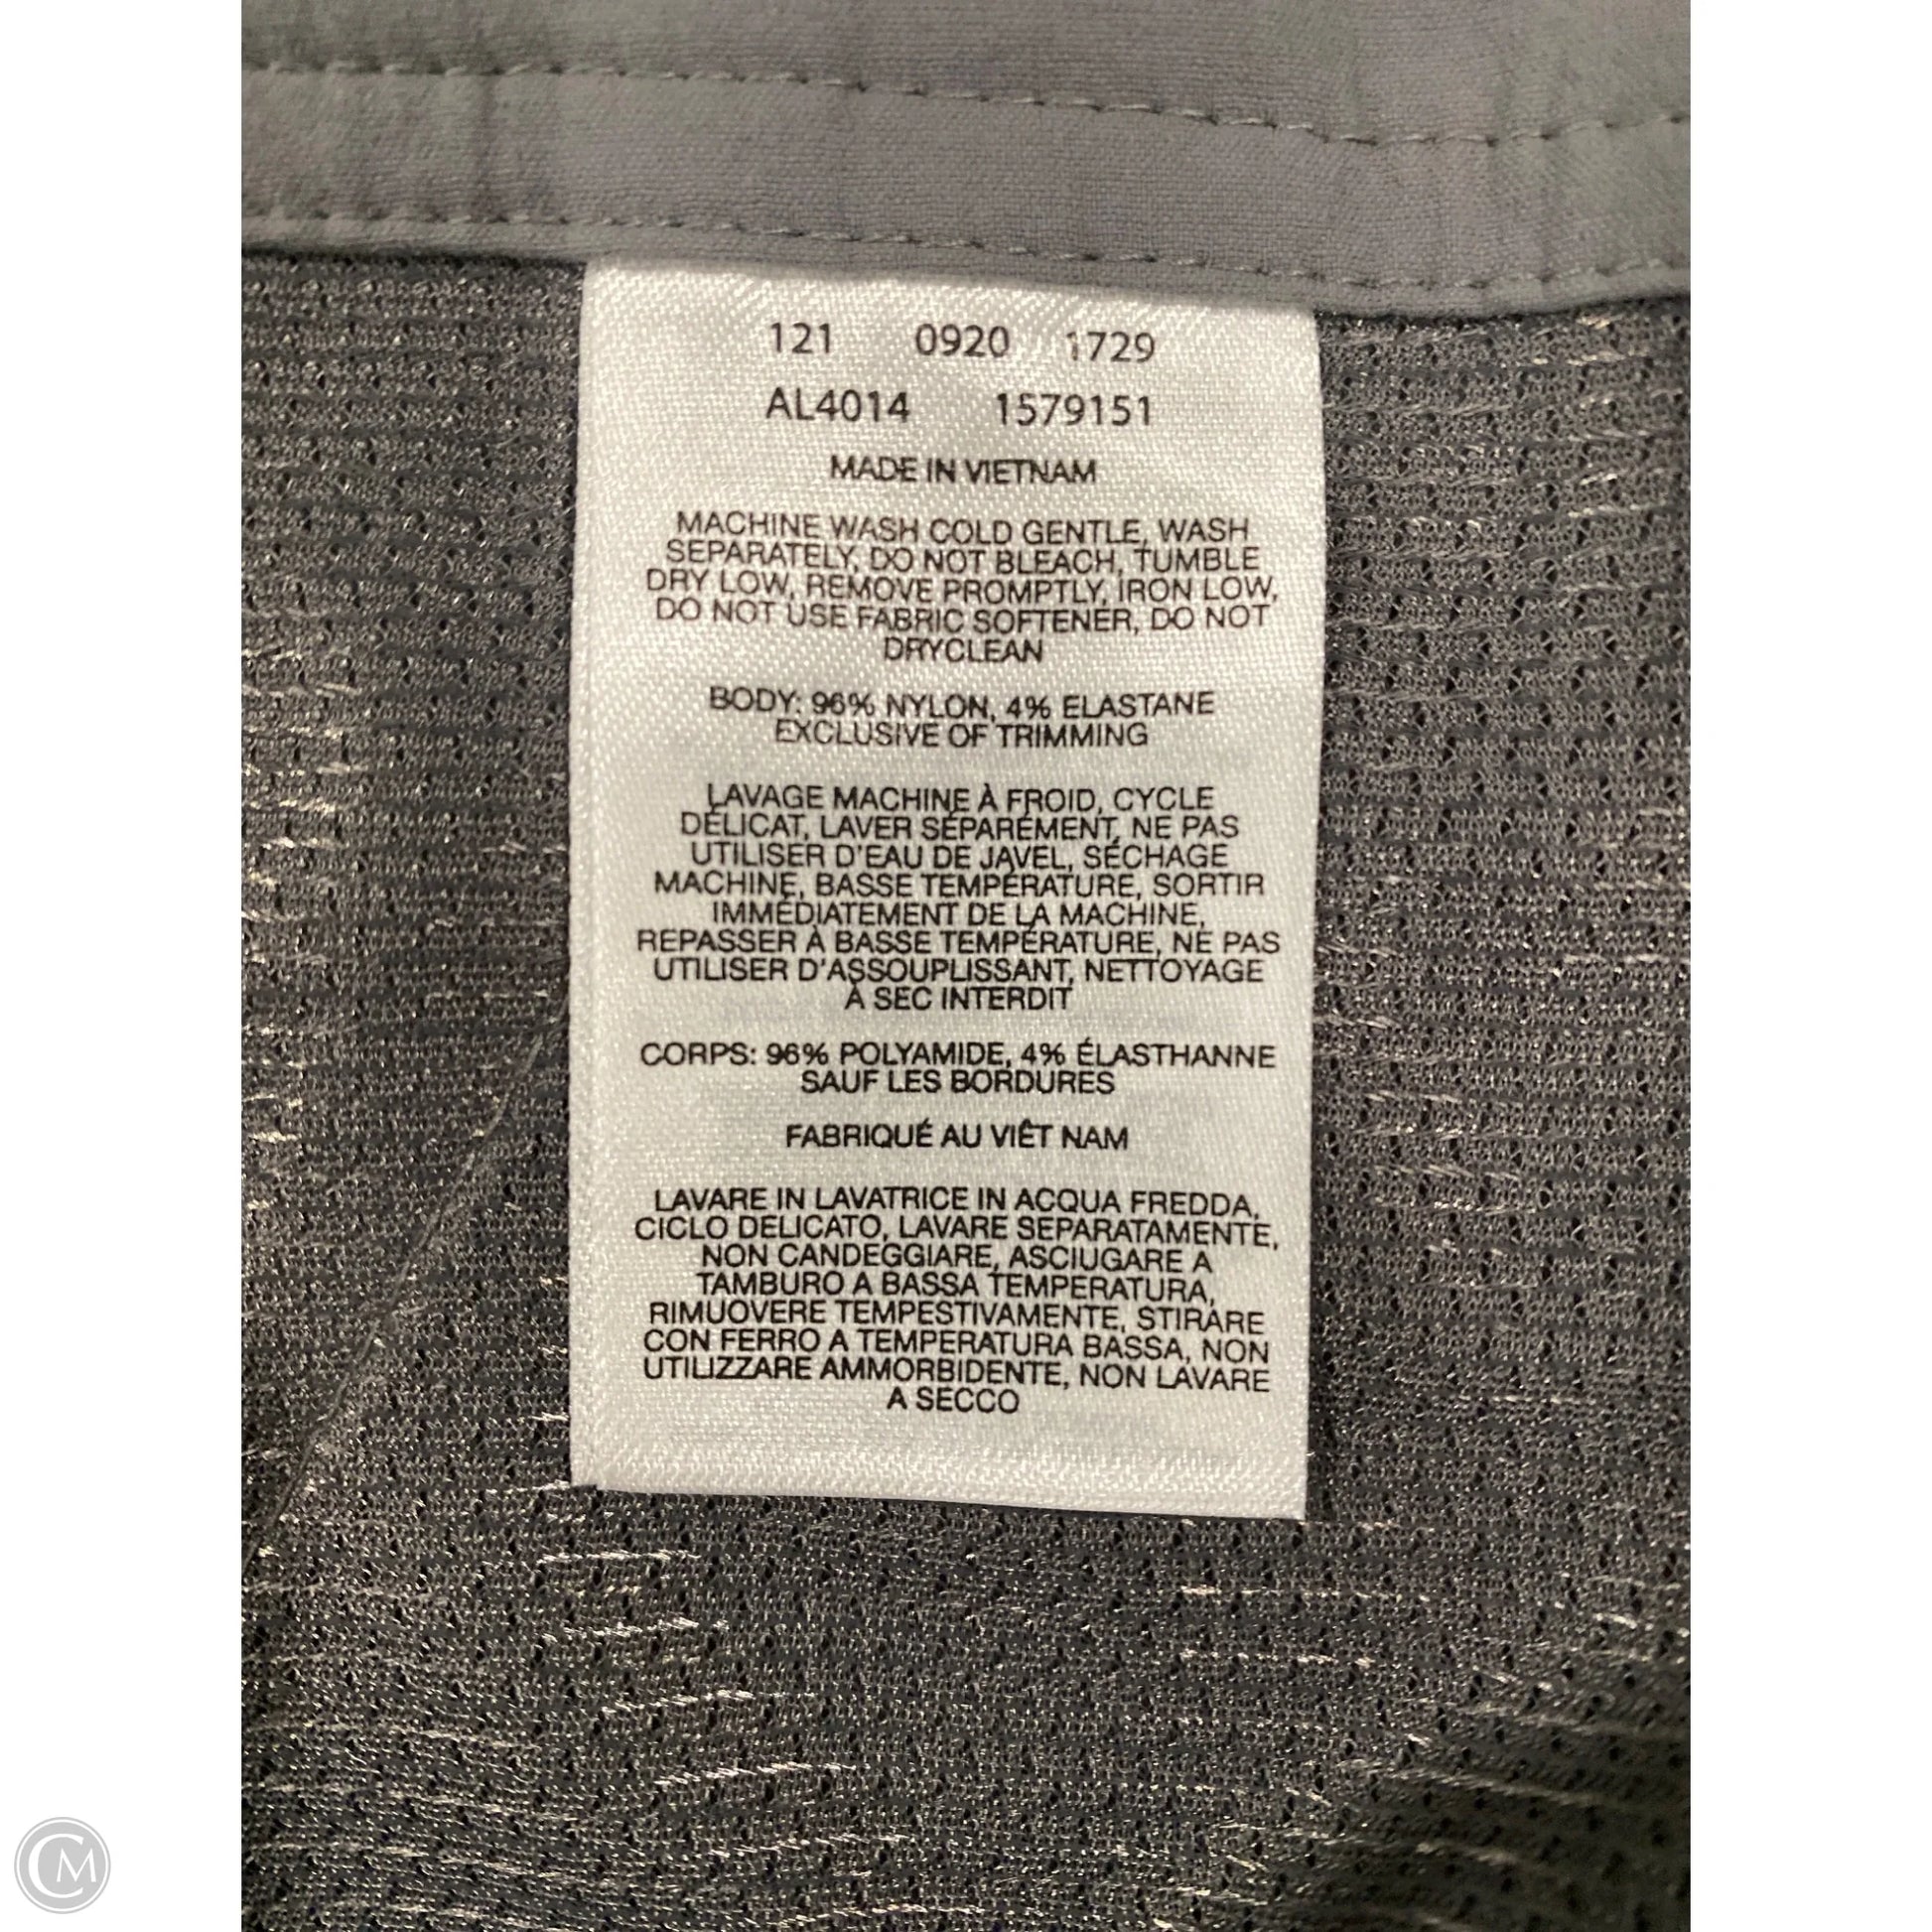 121 0920 1729
AL4014 1579151
MADE IN VIETNAM
MACHINE WASH COLD GENTLE, WASH
SEPARATELY, DO NOT BLEACH, TUMBLE
DRY LOW, REMOVE PROMPTLY, IRON LOW,
DO NOT USE FABRIC SOFTENER, DO NOT
DRYCLEAN
BODY: 96% NYLON, 4% ELASTANE
EXCLUSIVE OF TRIMMING
LAVAGE MACHINE À FROID, CYCLE
DÉLICAT, LAVER SÉPARÉMENT, NE PAS
UTILISER D'EAU DE JAVEL, SÉCHAGE
MACHINE, BASSE TEMPÉRATURE, SORTIR
IMMÉDIATEMENT DE LA MACHINE,
REPASSER À BASSE TEMPÉRATURE, NE PAS
UTILISER D'ASSOUPLISSANT, NETTOYAGE
À SEC INTERDIT
CORPS: 96% POLYAMIDE, 4% ÉLASTHANNE
SAUF LES BORDURES
FABRIQUÉ AU VIÊT NAM
LAVARE IN LAVATRICE IN ACQUA FREDDA,
CICLO DELICATO, LAVARE SEPARATAMENTE,
NON CANDEGGIARE, ASCIUGARE A
TAMBURO A BASSA TEMPERATURA,
RIMUOVERE TEMPESTIVAMENTE, STIRARE
CON FERRO A TEMPERATURA BASSA, NON
UTILIZZARE AMMORBIDENTE, NON LAVARE
A SECCO
CM